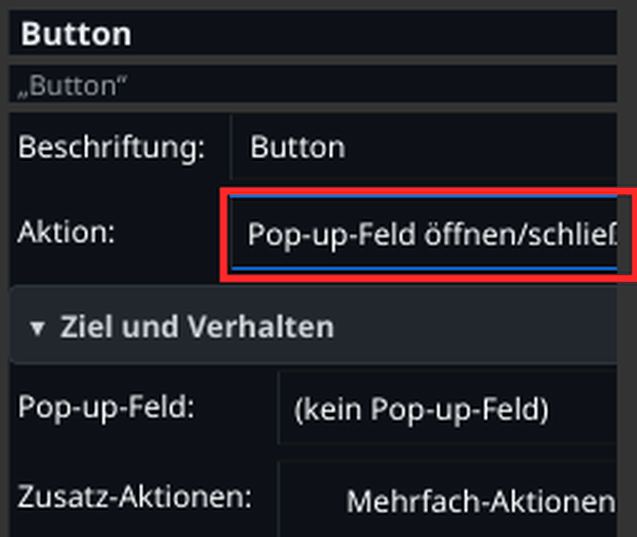 Button
„Button“
Beschriftung: Button
Aktion: Pop-up-Feld öffnen/schließ
▼ Ziel und Verhalten
Pop-up-Feld: (kein Pop-up-Feld)
Zusatz-Aktionen: Mehrfach-Aktionen